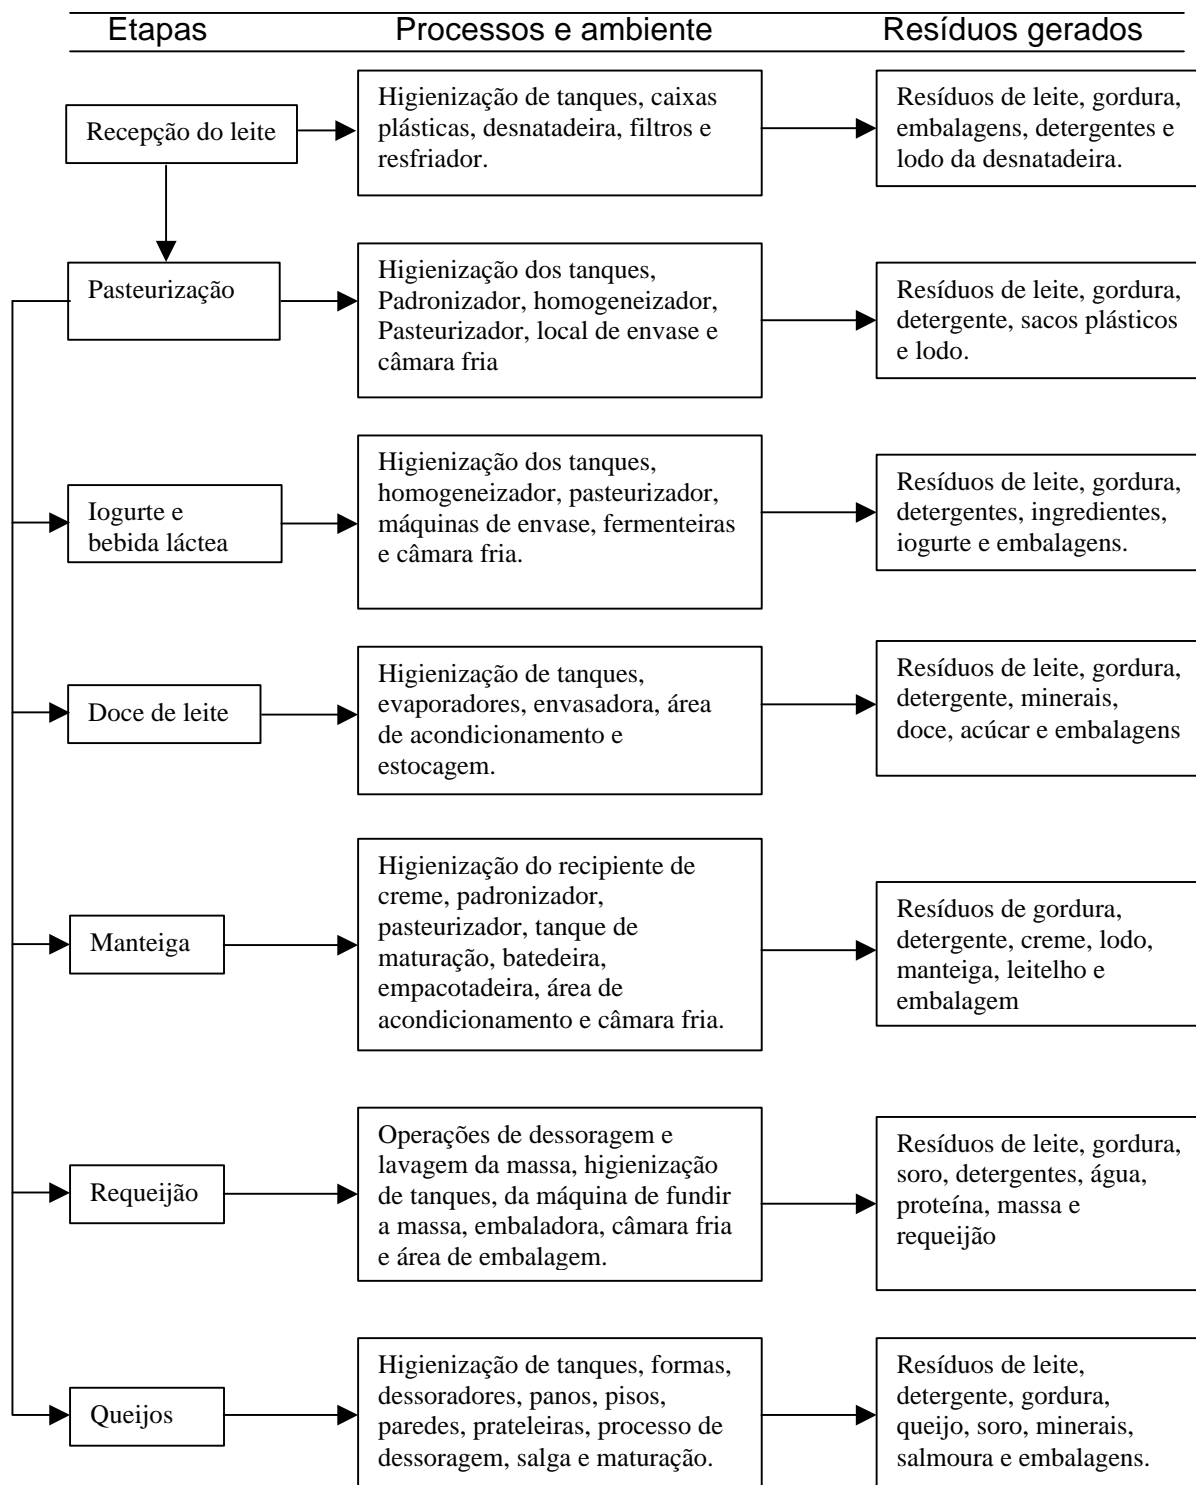 Etapas
Processos e ambiente
Resíduos gerados
Recepção do leite
Higienização de tanques, caixas
plásticas, desnatadeira, filtros e
resfriador.
Resíduos de leite, gordura,
embalagens, detergentes e
lodo da desnatadeira.
Pasteurização
Higienização dos tanques,
Padronizador, homogeneizador,
Pasteurizador, local de envase e
câmara fria
Resíduos de leite, gordura,
detergente, sacos plásticos
e lodo.
Iogurte e
bebida láctea
Higienização dos tanques,
homogeneizador, pasteurizador,
máquinas de envase, fermenteiras
e câmara fria.
Resíduos de leite, gordura,
detergentes, ingredientes,
iogurte e embalagens.
Doce de leite
Higienização de tanques,
evaporadores, envasadora, área
de acondicionamento e
estocagem.
Resíduos de leite, gordura,
detergente, minerais,
doce, acúcar e embalagens
Manteiga
Higienização do recipiente de
creme, padronizador,
pasteurizador, tanque de
maturação, batedeira,
empacotadeira, área de
acondicionamento e câmara fria.
Resíduos de gordura,
detergente, creme, lodo,
manteiga, leitelho e
embalagem
Requeijão
Operações de dessoragem e
lavagem da massa, higienização
de tanques, da máquina de fundir
a massa, embaladora, câmara fria
e área de embalagem.
Resíduos de leite, gordura,
soro, detergentes, água,
proteína, massa e
requeijão
Queijos
Higienização de tanques, formas,
dessoradores, panos, pisos,
paredes, prateleiras, processo de
dessoragem, salga e maturação.
Resíduos de leite,
detergente, gordura,
queijo, soro, minerais,
salmoura e embalagens.